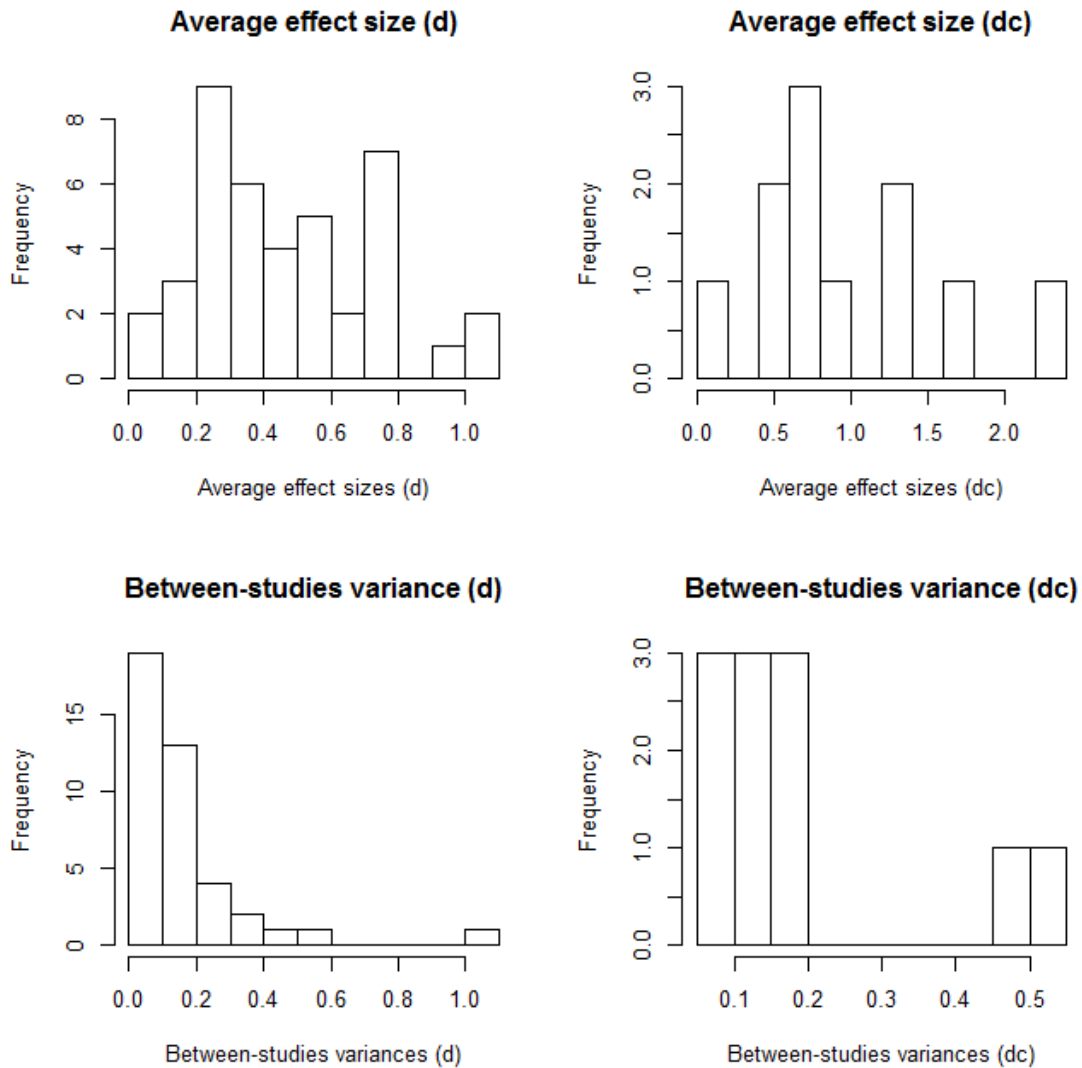 Average effect size (d)
Frequency
8
6
4
2
0
0.0 0.2 0.4 0.6 0.8 1.0
Average effect sizes (d)
Average effect size (dc)
Frequency
3.0
2.0
1.0
0.0
0.0 0.5 1.0 1.5 2.0
Average effect sizes (dc)
Between-studies variance (d)
Frequency
15
10
5
0
0.0 0.2 0.4 0.6 0.8 1.0
Between-studies variances (d)
Between-studies variance (dc)
Frequency
3.0
2.0
1.0
0.0
0.1 0.2 0.3 0.4 0.5
Between-studies variances (dc)